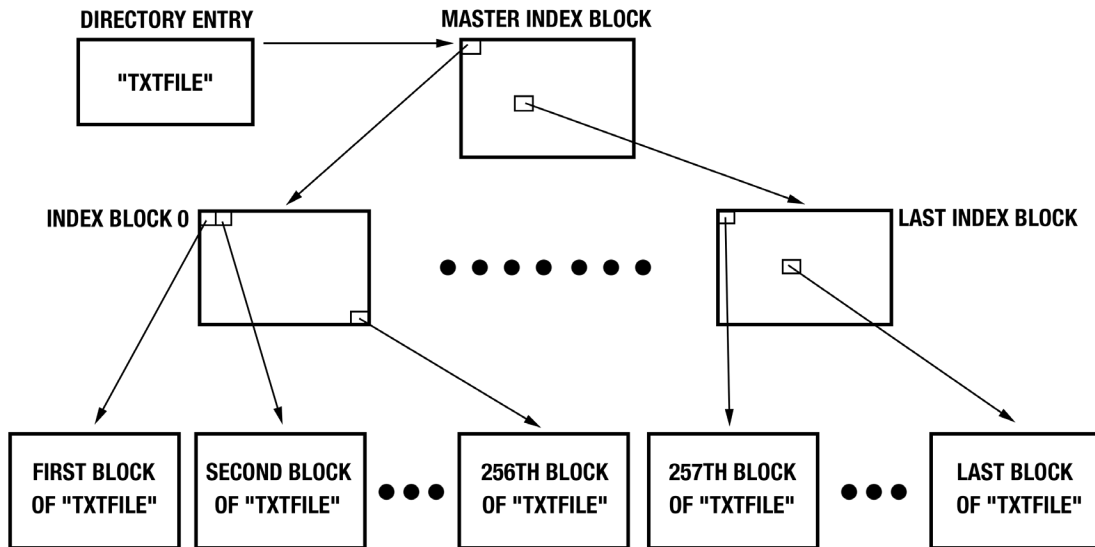 DIRECTORY ENTRY
MASTER INDEX BLOCK
"TXTFILE"
INDEX BLOCK 0
LAST INDEX BLOCK
FIRST BLOCK
OF "TXTFILE"
SECOND BLOCK
OF "TXTFILE"
256TH BLOCK
OF "TXTFILE"
257TH BLOCK
OF "TXTFILE"
LAST BLOCK
OF "TXTFILE"